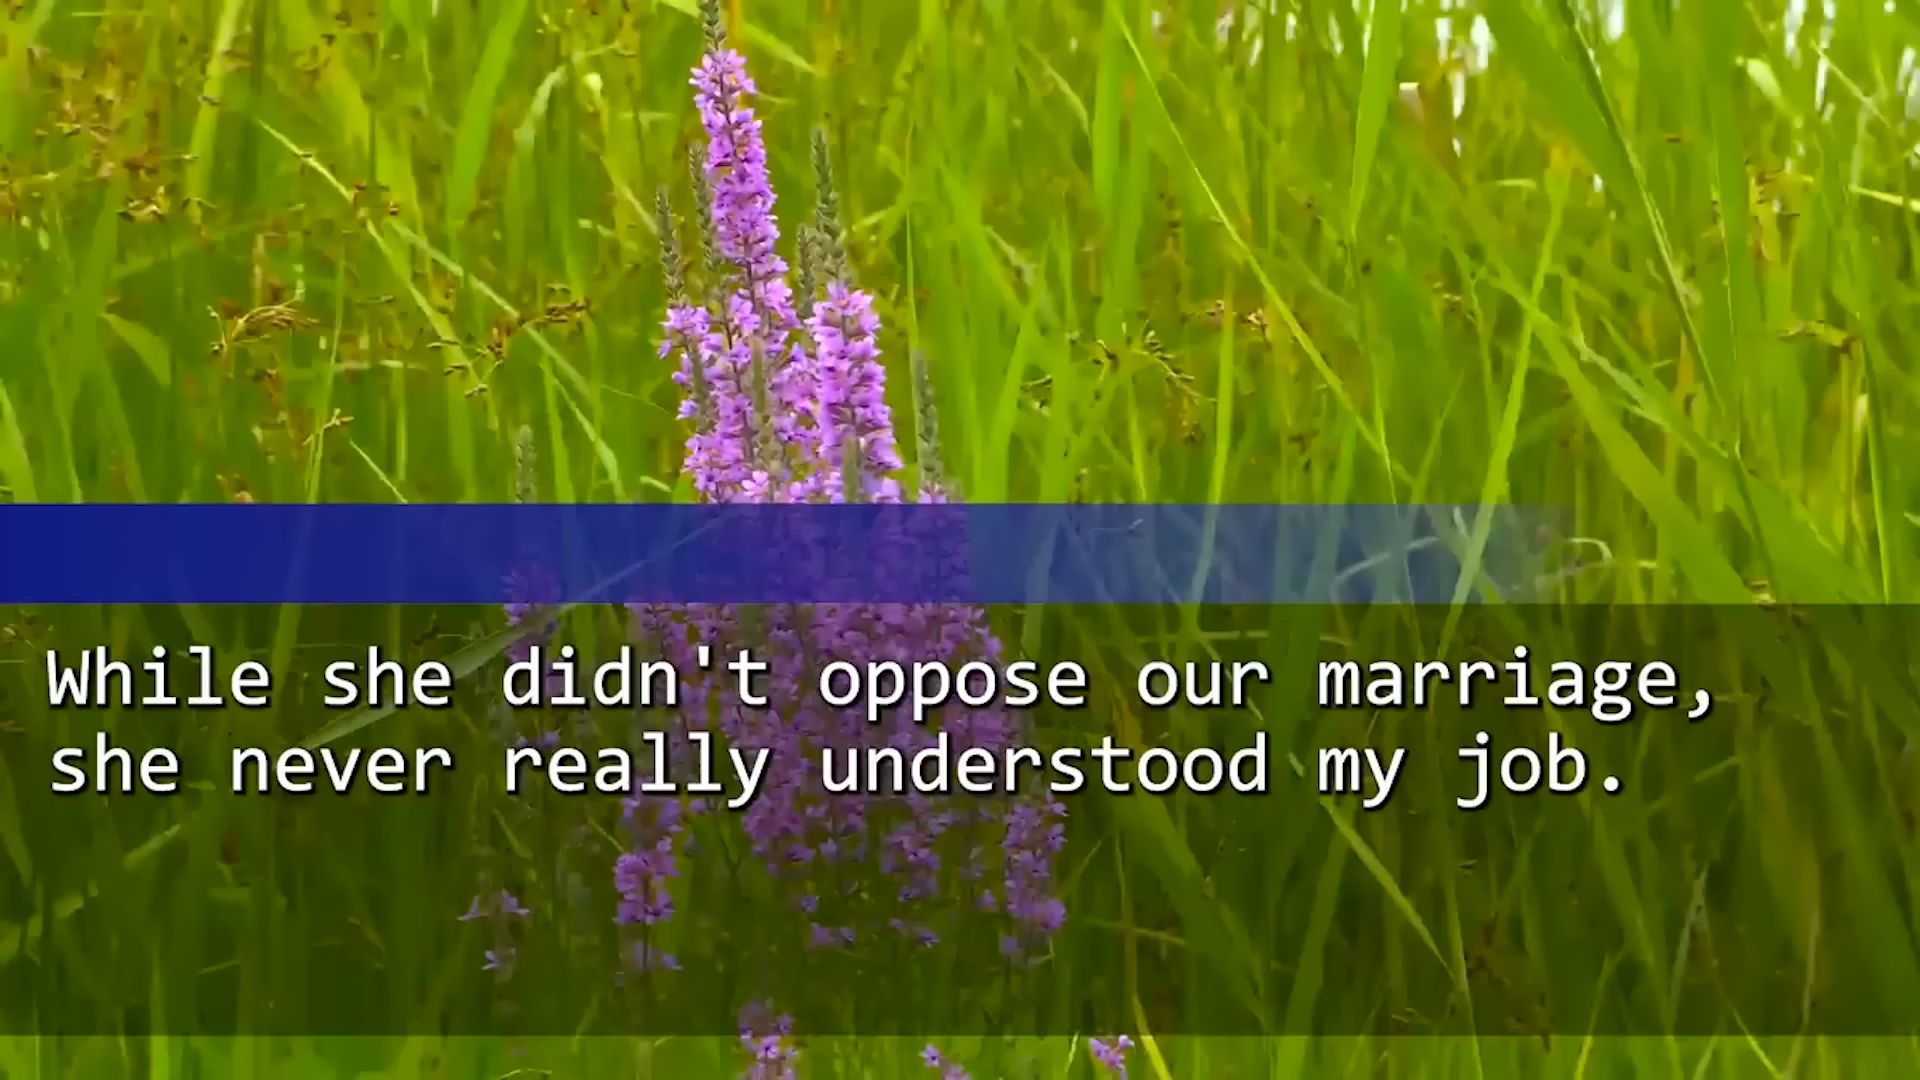 While she didn't oppose our marriage,
she never really understood my job.